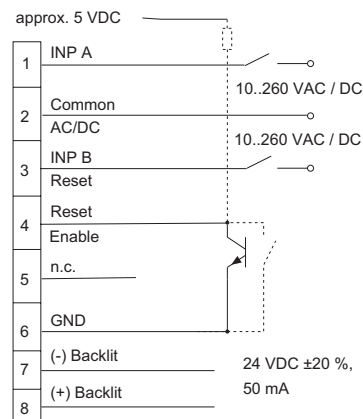 approx. 5 VDC
1 INP A
10..260 VAC / DC
2 Common
AC/DC
10..260 VAC / DC
3 INP B
Reset
4 Reset
Enable
5 n.c.
6 GND
7 (-) Backlit
24 VDC ±20 %,
50 mA
8 (+) Backlit